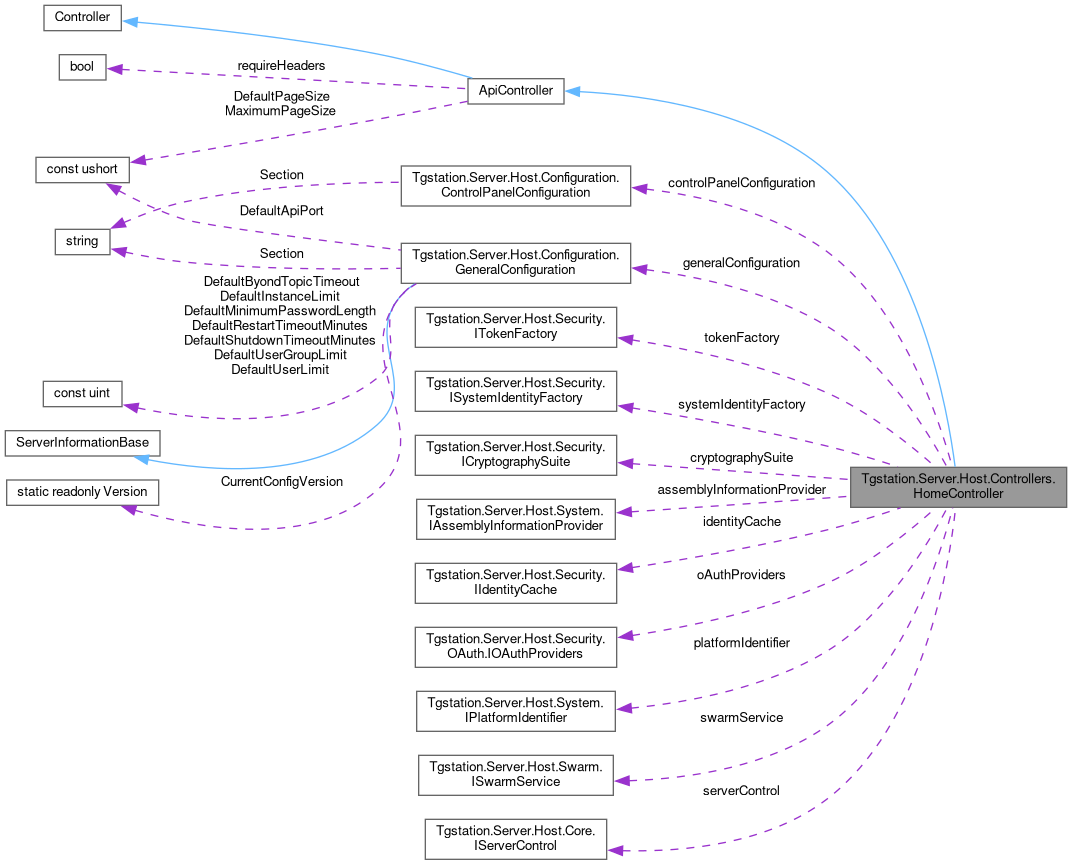 Controller
bool
requireHeaders
ApiController
DefaultPageSize
MaximumPageSize
const ushort
Section
Tgstation.Server.Host.Configuration.
ControlPanelConfiguration
controlPanelConfiguration
DefaultApiPort
string
Section
Tgstation.Server.Host.Configuration.
GeneralConfiguration
generalConfiguration
DefaultByondTopicTimeout
DefaultInstanceLimit
DefaultMinimumPasswordLength
DefaultRestartTimeoutMinutes
DefaultShutdownTimeoutMinutes
DefaultUserGroupLimit
DefaultUserLimit
Tgstation.Server.Host.Security.
ITokenFactory
tokenFactory
const uint
Tgstation.Server.Host.Security.
ISystemIdentityFactory
systemIdentityFactory
ServerInformationBase
Tgstation.Server.Host.Security.
ICryptographySuite
cryptographySuite
static readonly Version
CurrentConfigVersion
assemblyInformationProvider
Tgstation.Server.Host.Controllers.
HomeController
Tgstation.Server.Host.System.
IAssemblyInformationProvider
identityCache
Tgstation.Server.Host.Security.
IIdentityCache
oAuthProviders
Tgstation.Server.Host.Security.
OAuth.IOAuthProviders
platformIdentifier
Tgstation.Server.Host.System.
IPlatformIdentifier
swarmService
Tgstation.Server.Host.Swarm.
ISwarmService
serverControl
Tgstation.Server.Host.Core.
IServerControl